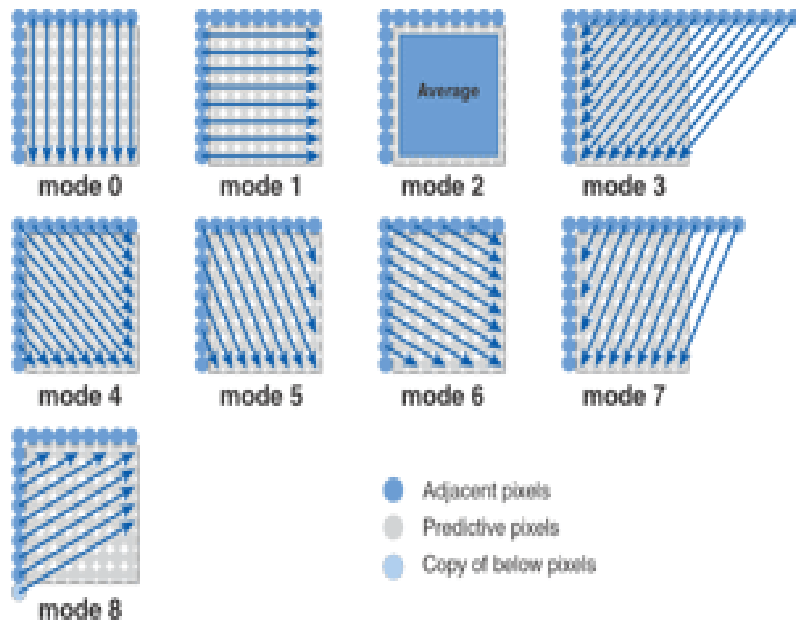 Average
mode 0
mode 1
mode 2
mode 3
mode 4
mode 5
mode 6
mode 7
mode 8
Adjacent pixels
Predictive pixels
Copy of below pixels